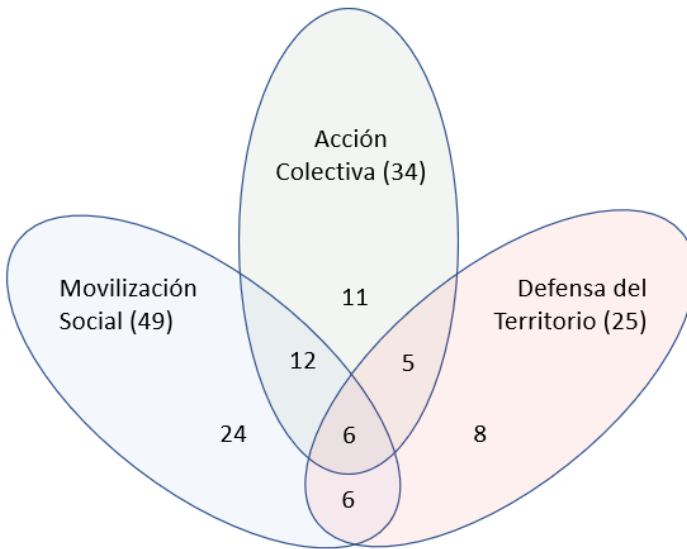 Acción
Colectiva (34)
Movilización
Social (49)
Defensa del
Territorio (25)
11
12
5
24
6
8
6